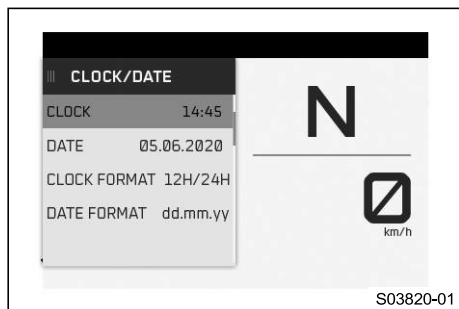 CLOCK/DATE
CLOCK 14:45
DATE 05.06.2020
CLOCK FORMAT 12H/24H
DATE FORMAT dd.mm.yy
N
0
km/h
S03820-01